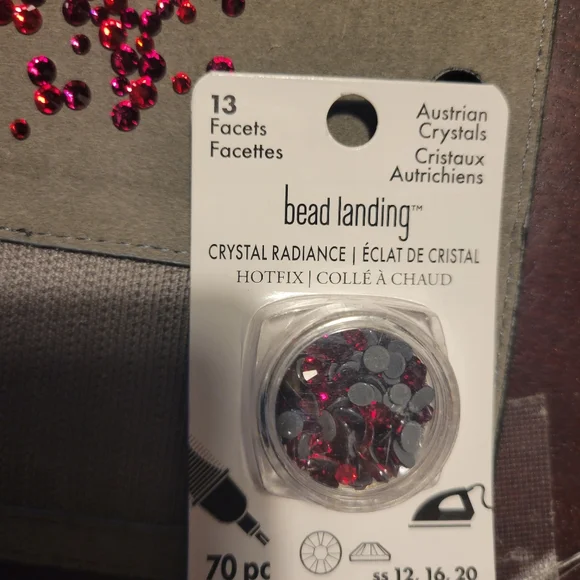 13
Facets
Facettes
Austrian
Crystals
Cristaux
Autrichiens
bead landing™
CRYSTAL RADIANCE | ÉCLAT DE CRISTAL
HOTFIX | COLLÉ À CHAUD
70 pc
ss 12, 16, 20